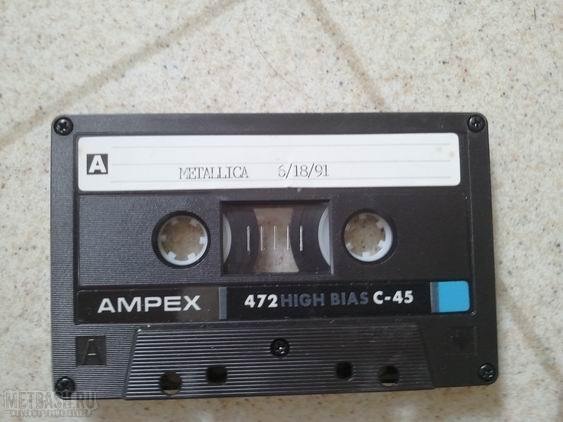 A
METALLICA 6/18/91
AMPEX
472 HIGH BIAS C-45
A
METBASH.RU